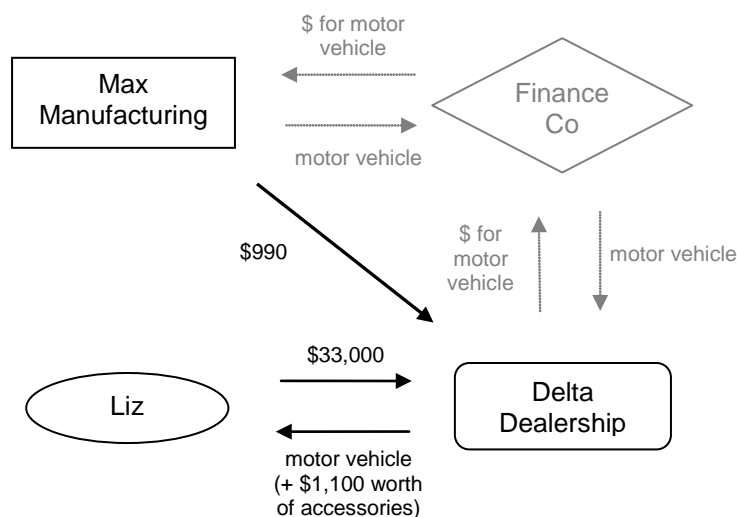 $ for motor
vehicle
Max
Manufacturing
Finance
Co
motor vehicle
$990
$ for
motor
vehicle
motor vehicle
$33,000
Liz
Delta
Dealership
motor vehicle
(+ $1,100 worth
of accessories)